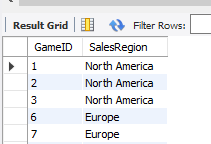 Result Grid Filter Rows:
GameID SalesRegion
1 North America
2 North America
3 North America
6 Europe
7 Europe